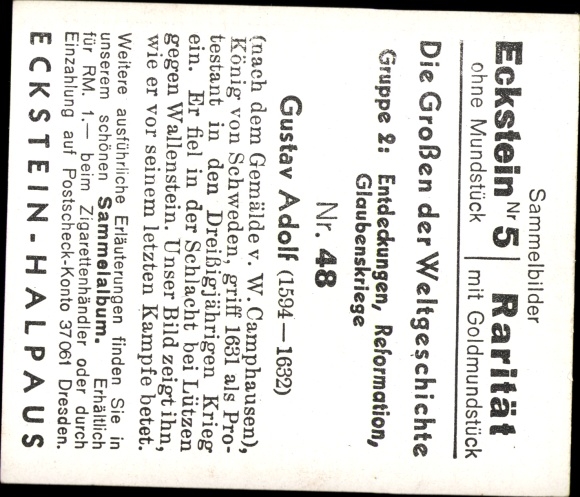 Sammelbilder
Eckstein Nr 5 | Rarität
ohne Mundstück | mit Goldmundstück
Die Großen der Weltgeschichte
Gruppe 2: Entdeckungen, Reformation,
Glaubenskriege
Nr. 48
Gustav Adolf (1594—1632)
(nach dem Gemälde v. W. Camphausen),
König von Schweden, griff 1631 als Pro-
testant in den Dreißigjährigen Krieg
ein. Er fiel in der Schlacht bei Lützen
gegen Wallenstein. Unser Bild zeigt ihn,
wie er vor seinem letzten Kampfe betet.
Weitere ausführliche Erläuterungen finden Sie in
unserem schönen Sammelalbum. Erhältlich
für RM. 1.— beim Zigarettenhändler oder durch
Einzahlung auf Postscheck-Konto 37061 Dresden.
ECKSTEIN-HALPAUS